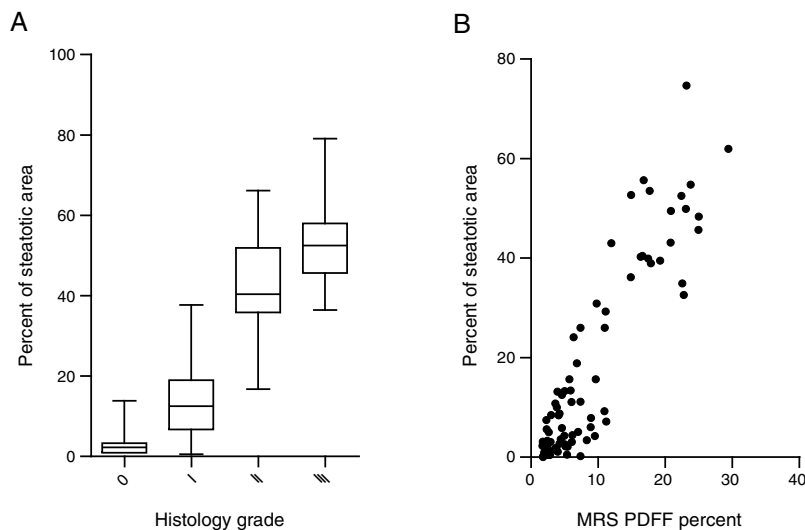 A
100
80
60
40
20
0
Percent of steatotic area
0
I
II
III
Histology grade
B
80
60
40
20
0
Percent of steatotic area
0
10
20
30
40
MRS PDFF percent